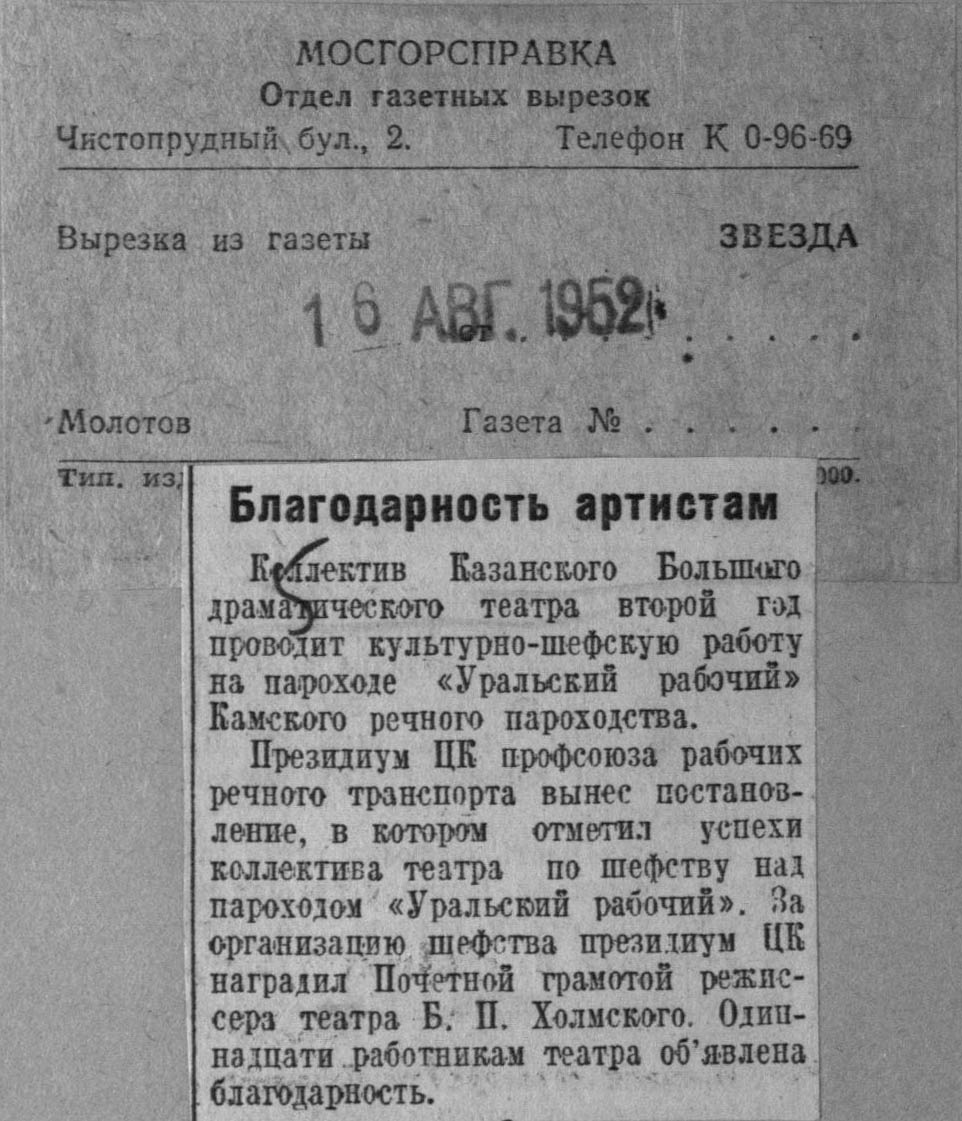 МОСГОРСПРАВКА
Отдел газетных вырезок
Чистопрудный бул., 2. Телефон К 0-96-69
Вырезка из газеты ЗВЕЗДА
16 АВГ. 1952
от . . . . . . . . .
Молотов Газета № . . . . . .
Тип. из 000.
Благодарность артистам
Коллектив Казанского Большого
драматического театра второй год
проводит культурно-шефскую работу
на пароходе «Уральский рабочий»
Камского речного пароходства.
Президиум ЦК профсоюза рабочих
речного транспорта вынес постанов-
ление, в котором отметил успехи
коллектива театра по шефству над
пароходом «Уральский рабочий». За
организацию шефства президиум ЦК
наградил Почетной грамотой режис-
сера театра Б. П. Холмского. Один-
надцати работникам театра об'явлена
благодарность.